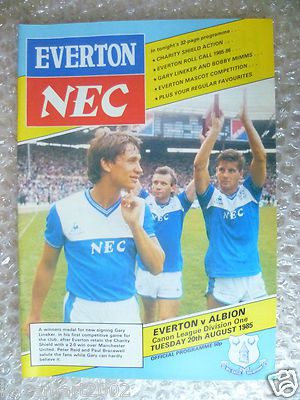 EVERTON
NEC
In tonight's 32-page programme ...
★ CHARITY SHIELD ACTION ...
★ EVERTON ROLL CALL 1985-86 ...
★ GARY LINEKER AND BOBBY MIMMS ...
★ EVERTON MASCOT COMPETITION ...
★ PLUS YOUR REGULAR FAVOURITES
NEC
NEC
A winners medal for new signing Gary
Lineker, in his first competitive game for
the club, after Everton retain the Charity
Shield with a 2-0 win over Manchester
United. Peter Reid and Paul Bracewell
salute the fans while Gary can hardly
believe it.
EVERTON v ALBION
Canon League Division One
TUESDAY 20th AUGUST 1985
OFFICIAL PROGRAMME 50p